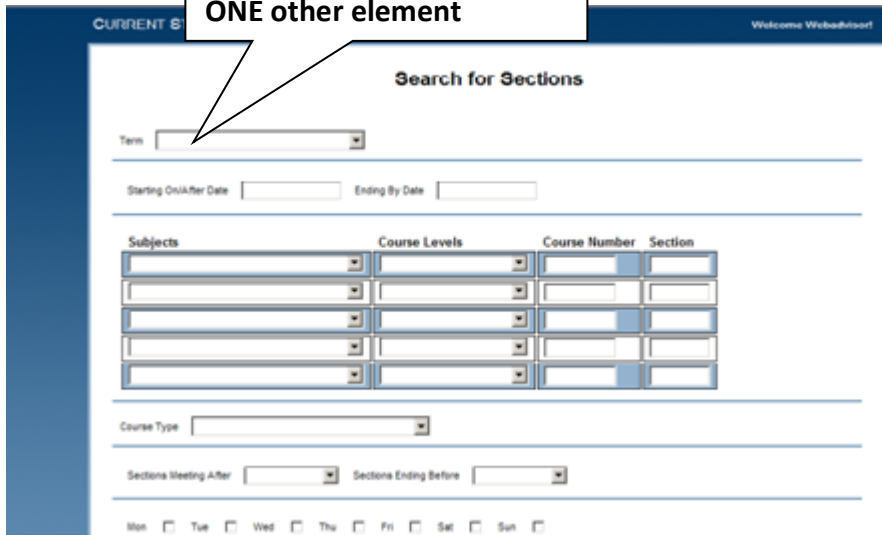 ONE other element
CURRENT
Welcome Webadvisor!
Search for Sections
Term
Starting On/After Date Ending By Date
Subjects Course Levels Course Number Section
Course Type
Sections Meeting After Sections Ending Before
Mon Tue Wed Thu Fri Sat Sun